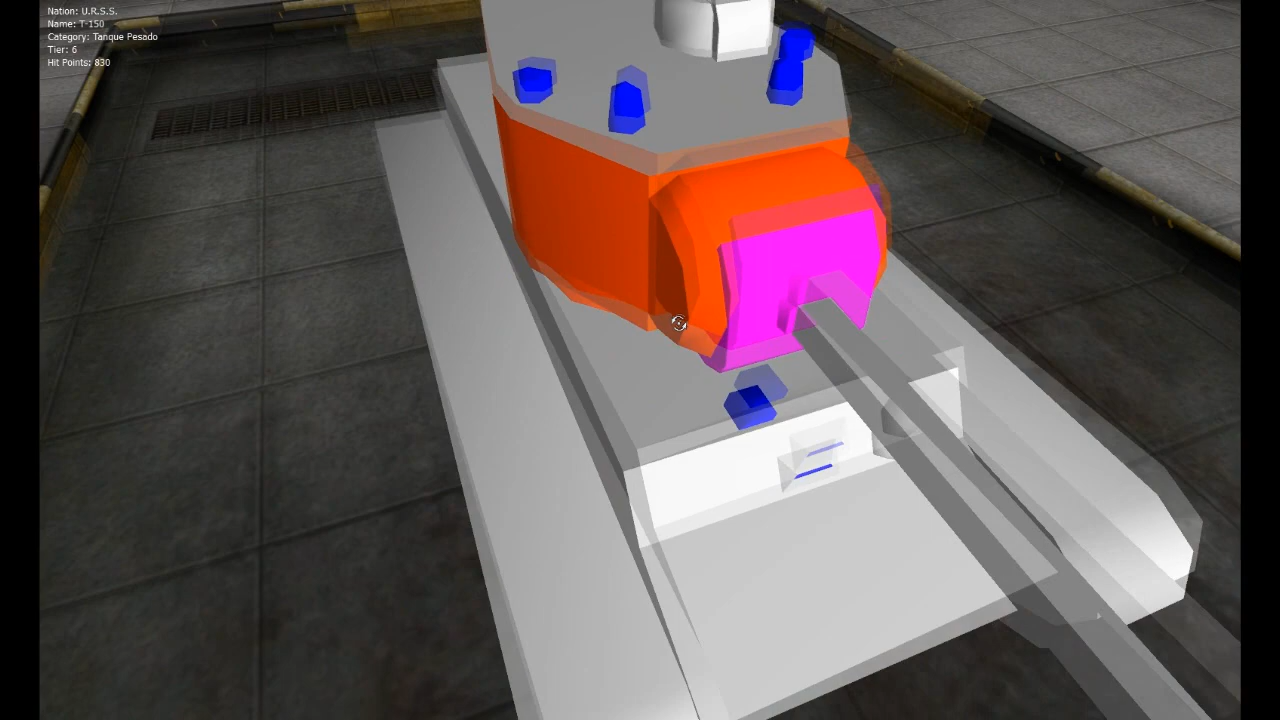 Nation: U.R.S.S.
Name: T-150
Category: Tanque Pesado
Tier: 6
Hit Points: 830